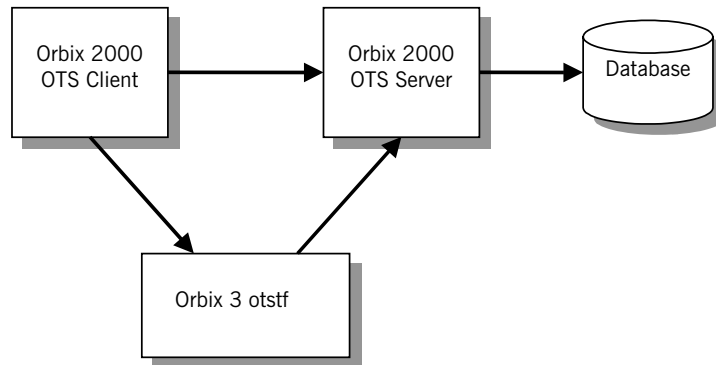 Orbix 2000
OTS Client
Orbix 2000
OTS Server
Database
Orbix 3 otstf